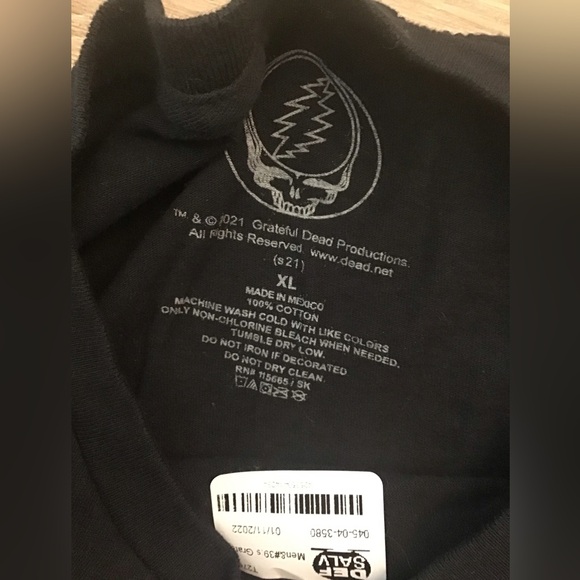 ™ & © 2021 Grateful Dead Productions.
All Rights Reserved. www.dead.net
(s21)
XL
MADE IN MEXICO
100% COTTON
MACHINE WASH COLD WITH LIKE COLORS
ONLY NON-CHLORINE BLEACH WHEN NEEDED.
TUMBLE DRY LOW.
DO NOT IRON IF DECORATED
DO NOT DRY CLEAN.
RN# 115665 / SK
045-04-3580
01/11/2022
Men&#39;s Grat
DEF
SALV